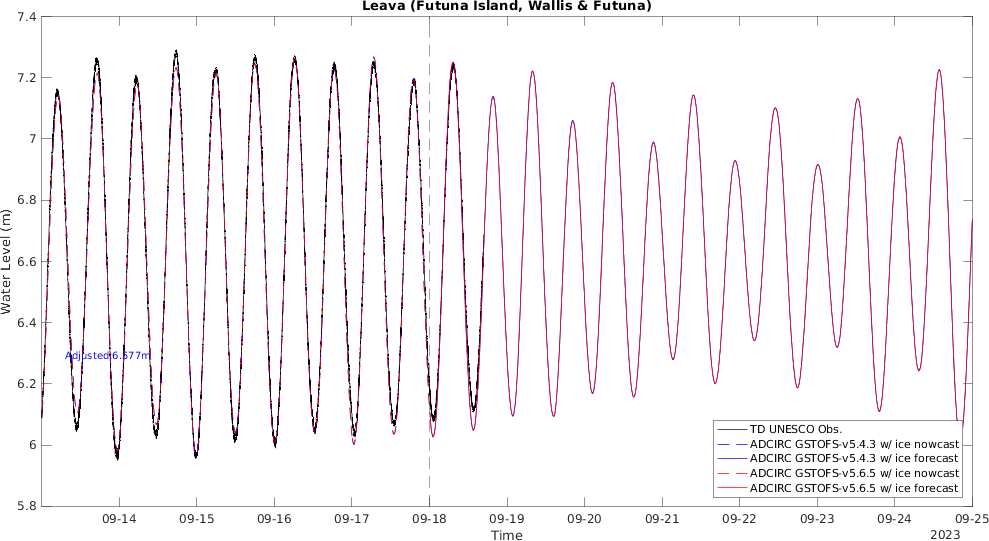 Leava (Futuna Island, Wallis & Futuna)
7.4
7.2
7
6.8
6.6
6.4
6.2
6
5.8
Water Level (m)
Adjusted 6.577m
TD UNESCO Obs.
ADCIRC GSTOFS-v5.4.3 w/ ice nowcast
ADCIRC GSTOFS-v5.4.3 w/ ice forecast
ADCIRC GSTOFS-v5.6.5 w/ ice nowcast
ADCIRC GSTOFS-v5.6.5 w/ ice forecast
09-14 09-15 09-16 09-17 09-18 09-19 09-20 09-21 09-22 09-23 09-24 09-25
Time
2023